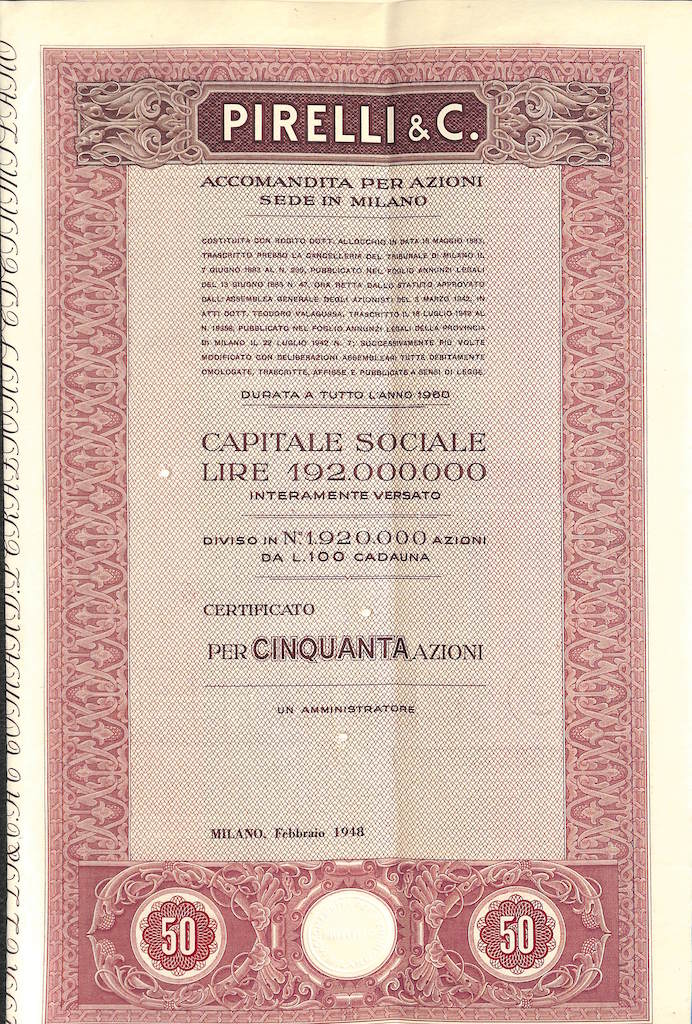 PIRELLI & C.
ACCOMANDITA PER AZIONI
SEDE IN MILANO
COSTITUITA CON ROGITO DOTT. ALLOCCHIO IN DATA 18 MAGGIO 1883,
TRASCRITTO PRESSO LA CANCELLERIA DEL TRIBUNALE DI MILANO IL
7 GIUGNO 1883 AL N. 295, PUBBLICATO NEL FOGLIO ANNUNZI LEGALI
DEL 13 GIUGNO 1883 N. 47, ORA RETTA DALLO STATUTO APPROVATO
DALL'ASSEMBLEA GENERALE DEGLI AZIONISTI DEL 3 MARZO 1942, IN
ATTI DOTT. TEODORO VALAGUSSA, TRASCRITTO IL 18 LUGLIO 1942 AL
N. 19358, PUBBLICATO NEL FOGLIO ANNUNZI LEGALI DELLA PROVINCIA
DI MILANO IL 22 LUGLIO 1942 N. 7; SUCCESSIVAMENTE PIÙ VOLTE
MODIFICATO CON DELIBERAZIONI ASSEMBLEARI TUTTE DEBITAMENTE
OMOLOGATE, TRASCRITTE, AFFISSE E PUBBLICATE A SENSI DI LEGGE.
DURATA A TUTTO L'ANNO 1960
CAPITALE SOCIALE
LIRE 192.000.000
INTERAMENTE VERSATO
DIVISO IN N.° 1.920.000 AZIONI
DA L. 100 CADAUNA
CERTIFICATO
PER CINQUANTA AZIONI
UN AMMINISTRATORE
MILANO, Febbraio 1948
50
50